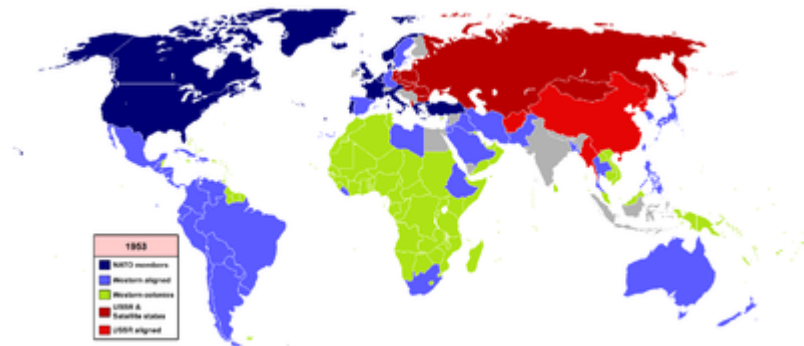 1953
NATO members
Western aligned
Western colonies
USSR &
Satellite states
USSR aligned